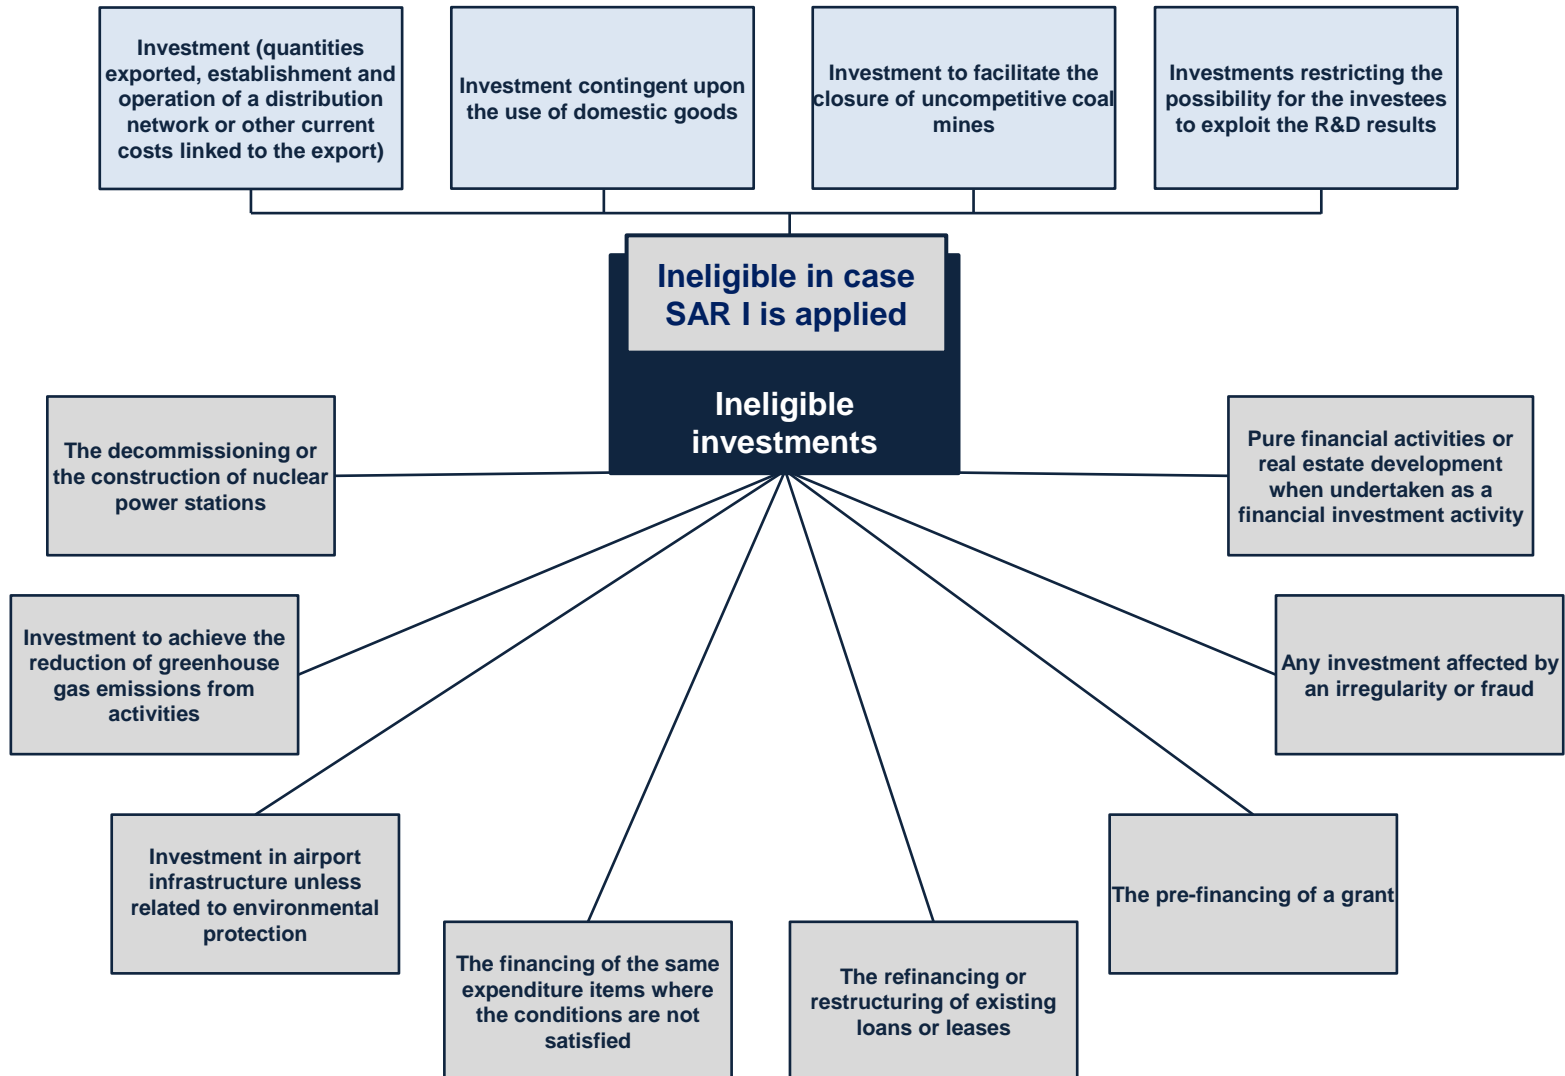 Investment (quantities
exported, establishment and
operation of a distribution
network or other current
costs linked to the export)
Investment contingent upon
the use of domestic goods
Investment to facilitate the
closure of uncompetitive coal
mines
Investments restricting the
possibility for the investees
to exploit the R&D results
Ineligible in case
SAR I is applied
Ineligible
investments
The decommissioning or
the construction of nuclear
power stations
Pure financial activities or
real estate development
when undertaken as a
financial investment activity
Investment to achieve the
reduction of greenhouse
gas emissions from
activities
Any investment affected by
an irregularity or fraud
Investment in airport
infrastructure unless
related to environmental
protection
The pre-financing of a grant
The financing of the same
expenditure items where
the conditions are not
satisfied
The refinancing or
restructuring of existing
loans or leases